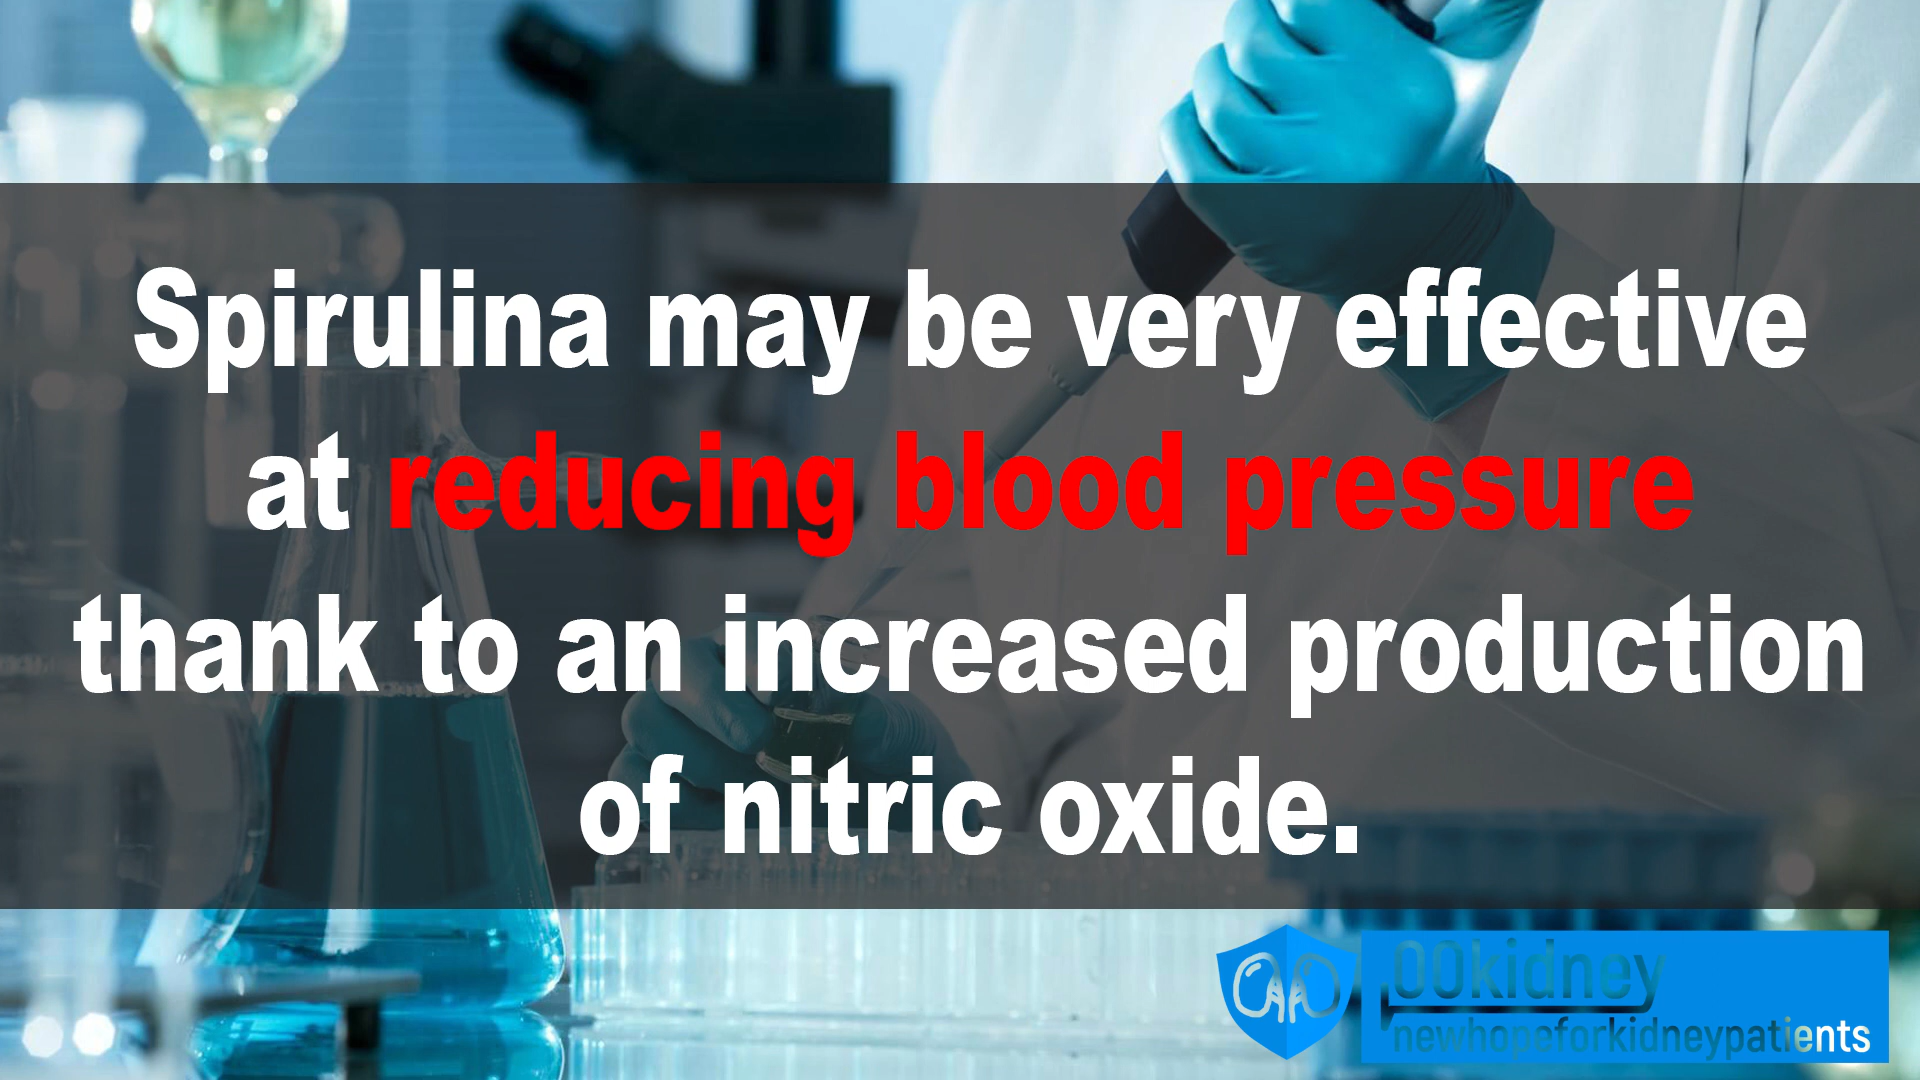 Spirulina may be very effective
at reducing blood pressure
thank to an increased production
of nitric oxide.
00kidney
newhopeforkidneypatients